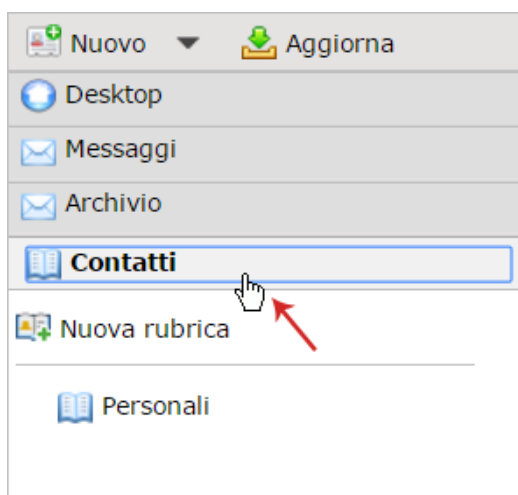 Nuovo Aggiorna
Desktop
Messaggi
Archivio
Contatti
Nuova rubrica
Personali